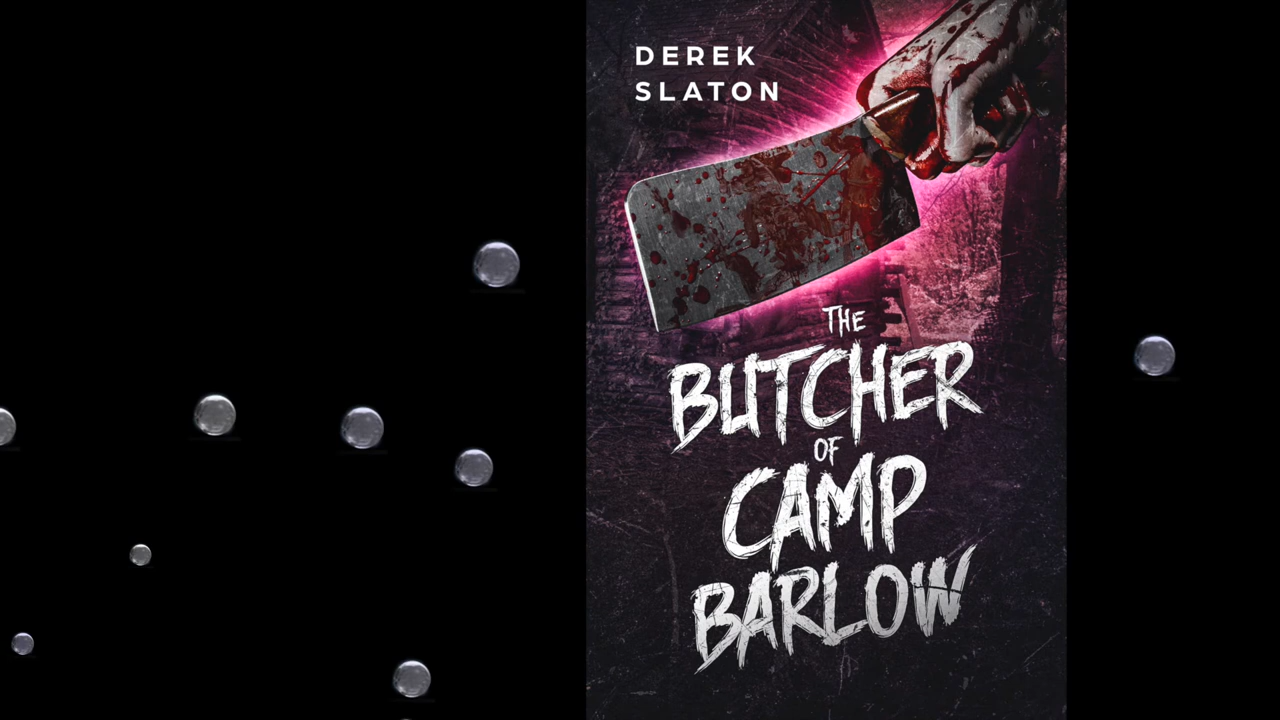 DEREK
SLATON
THE
BUTCHER
OF
CAMP
BARLOW